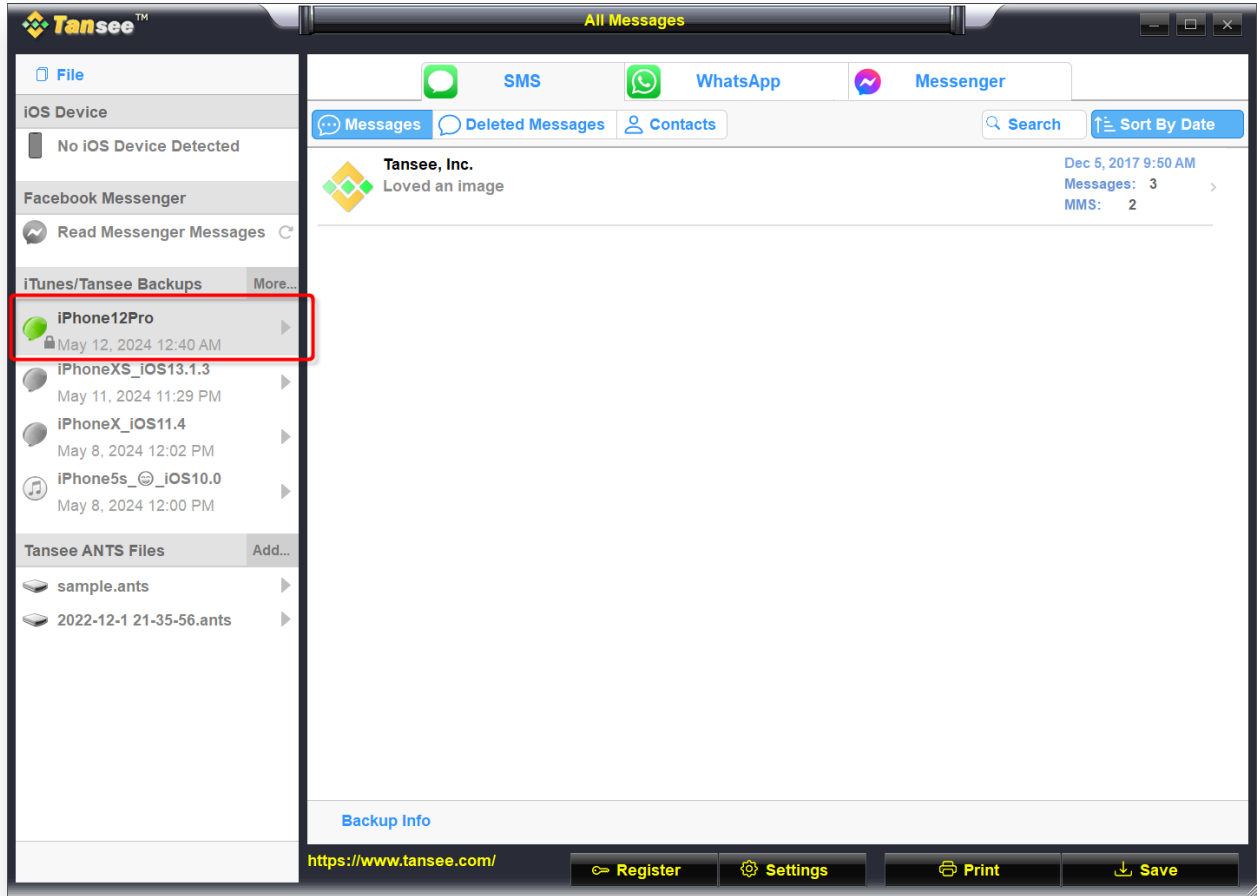 Tansee™
All Messages
File
iOS Device
No iOS Device Detected
Facebook Messenger
Read Messenger Messages
iTunes/Tansee Backups More...
iPhone12Pro
May 12, 2024 12:40 AM
iPhoneXS_iOS13.1.3
May 11, 2024 11:29 PM
iPhoneX_iOS11.4
May 8, 2024 12:02 PM
iPhone5s_😁_iOS10.0
May 8, 2024 12:00 PM
Tansee ANTS Files Add...
sample.ants
2022-12-1 21-35-56.ants
SMS WhatsApp Messenger
Messages Deleted Messages Contacts Search Sort By Date
Tansee, Inc. Dec 5, 2017 9:50 AM
Loved an image Messages: 3
MMS: 2
Backup Info
https://www.tansee.com/ Register Settings Print Save